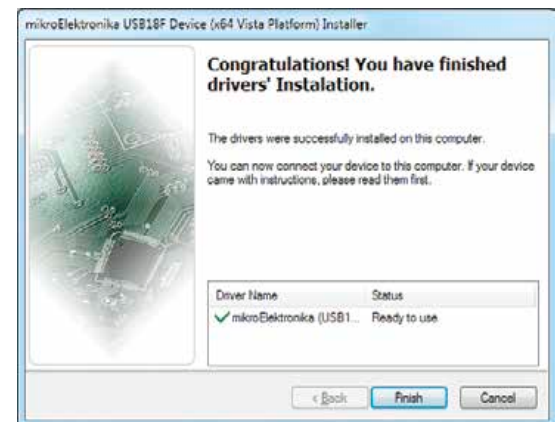 mikroElektronika USB18F Device (x64 Vista Platform) Installer
Congratulations! You have finished
drivers' Instalation.
The drivers were successfully installed on this computer.
You can now connect your device to this computer. If your device
came with instructions, please read them first.
Driver Name Status
mikroElektronika (USB1... Ready to use
< Back Finish Cancel